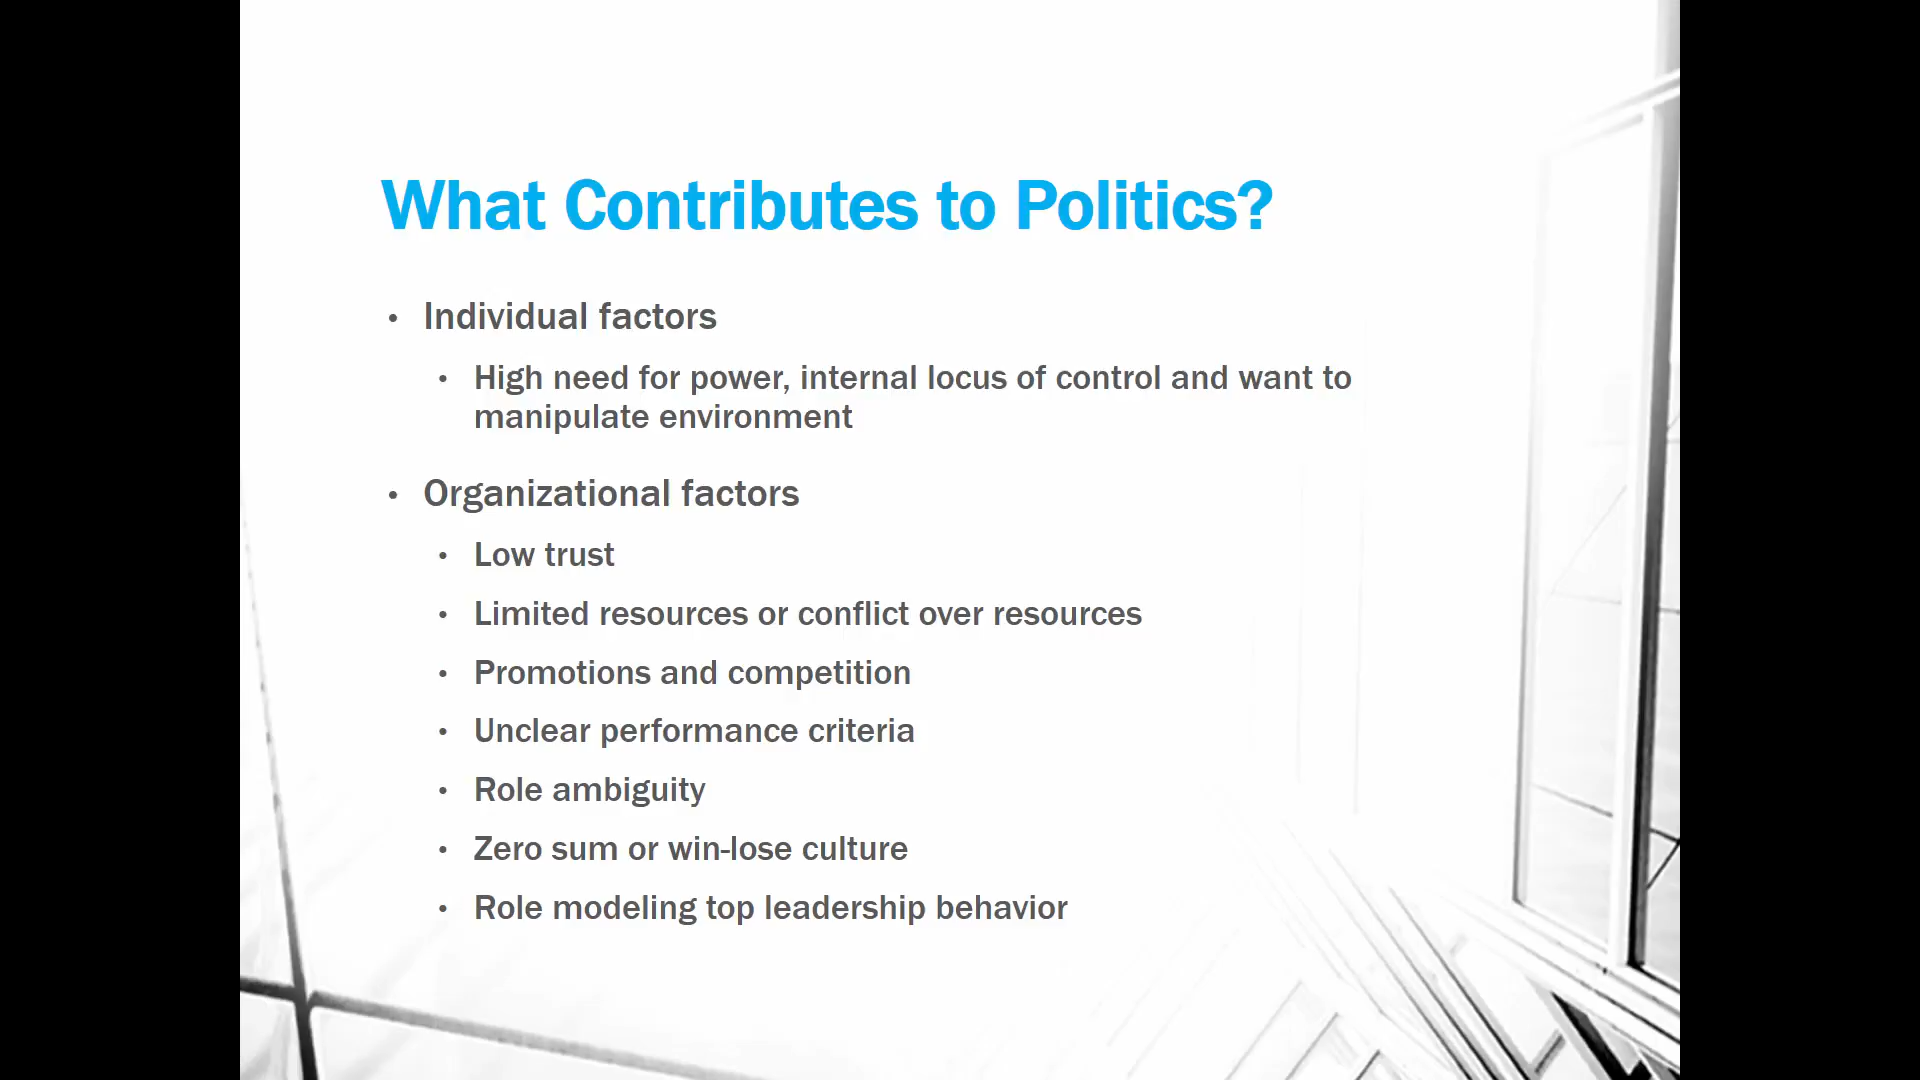 What Contributes to Politics?
• Individual factors
• High need for power, internal locus of control and want to
manipulate environment
• Organizational factors
• Low trust
• Limited resources or conflict over resources
• Promotions and competition
• Unclear performance criteria
• Role ambiguity
• Zero sum or win-lose culture
• Role modeling top leadership behavior